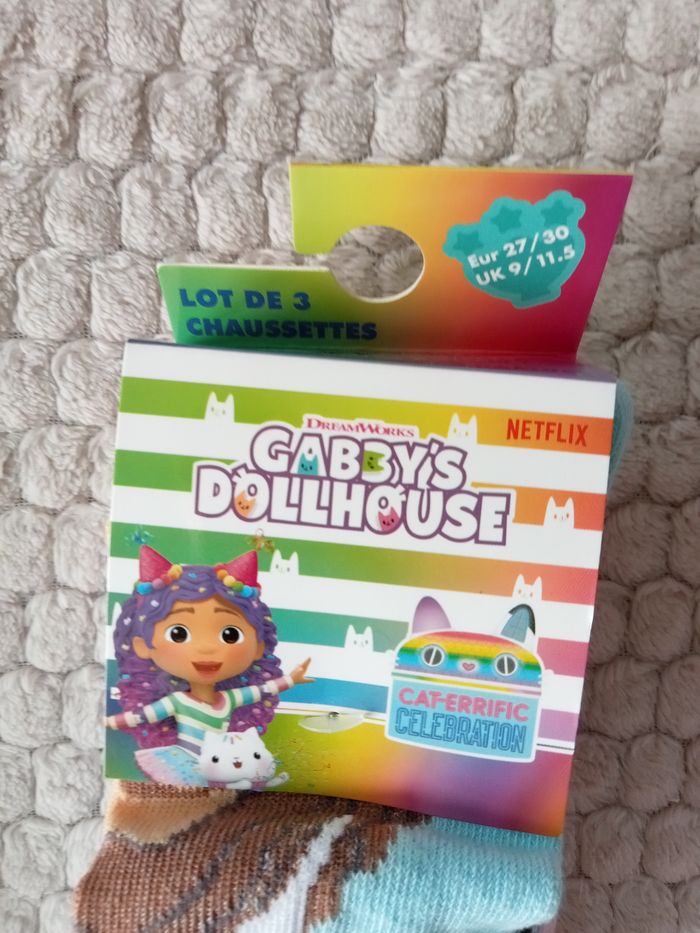 Eur 27/30
UK 9/11.5
LOT DE 3
CHAUSSETTES
DREAMWORKS
NETFLIX
GABBY'S
DOLLHOUSE
CAT-ERRIFIC
CELEBRATION